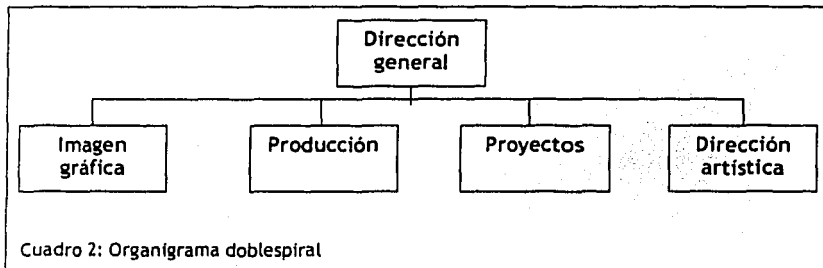 Dirección
general
Imagen
gráfica
Producción
Proyectos
Dirección
artística
Cuadro 2: Organigrama doblespiral